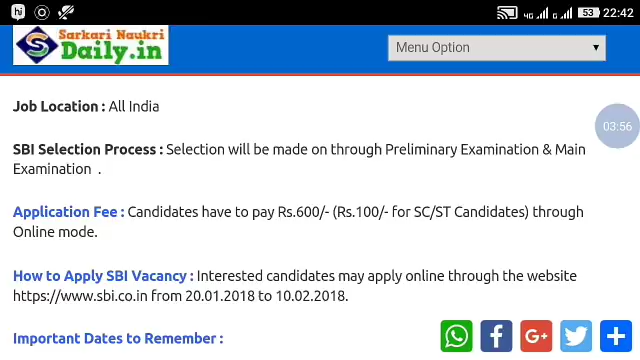 hi 4G G 53 22:42
S Sarkari Naukri
Daily.in
Menu Option
Job Location : All India
03:56
SBI Selection Process : Selection will be made on through Preliminary Examination & Main
Examination .
Application Fee : Candidates have to pay Rs.600/- (Rs.100/- for SC/ST Candidates) through
Online mode.
How to Apply SBI Vacancy : Interested candidates may apply online through the website
https://www.sbi.co.in from 20.01.2018 to 10.02.2018.
Important Dates to Remember :
f G+ +